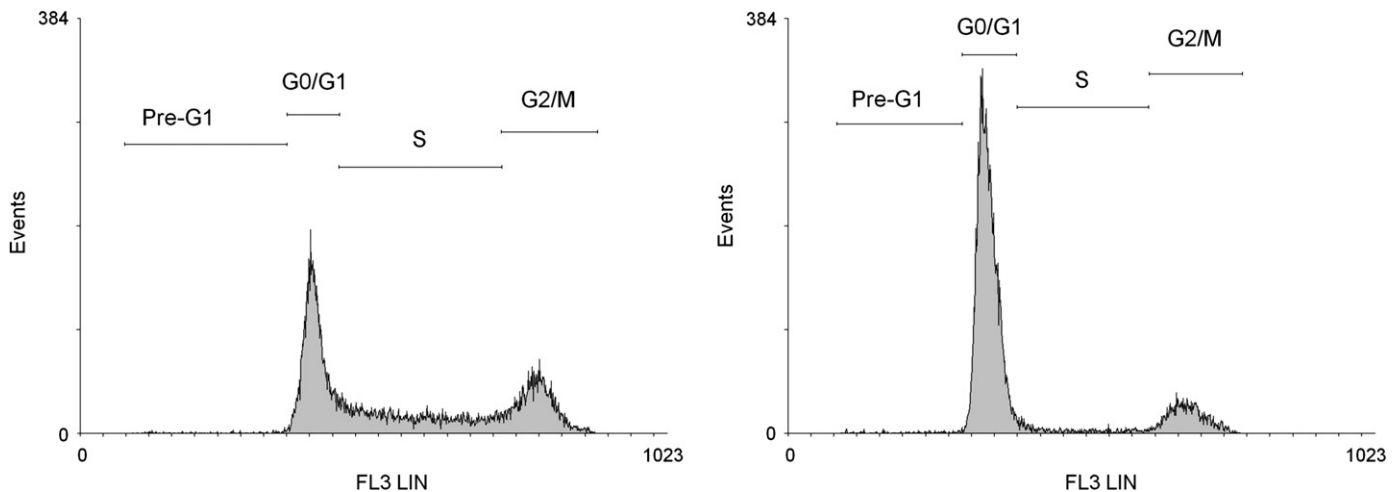 384
G0/G1
G2/M
Pre-G1
S
Events
0
0
1023
FL3 LIN
384
G0/G1
G2/M
S
Pre-G1
Events
0
0
1023
FL3 LIN